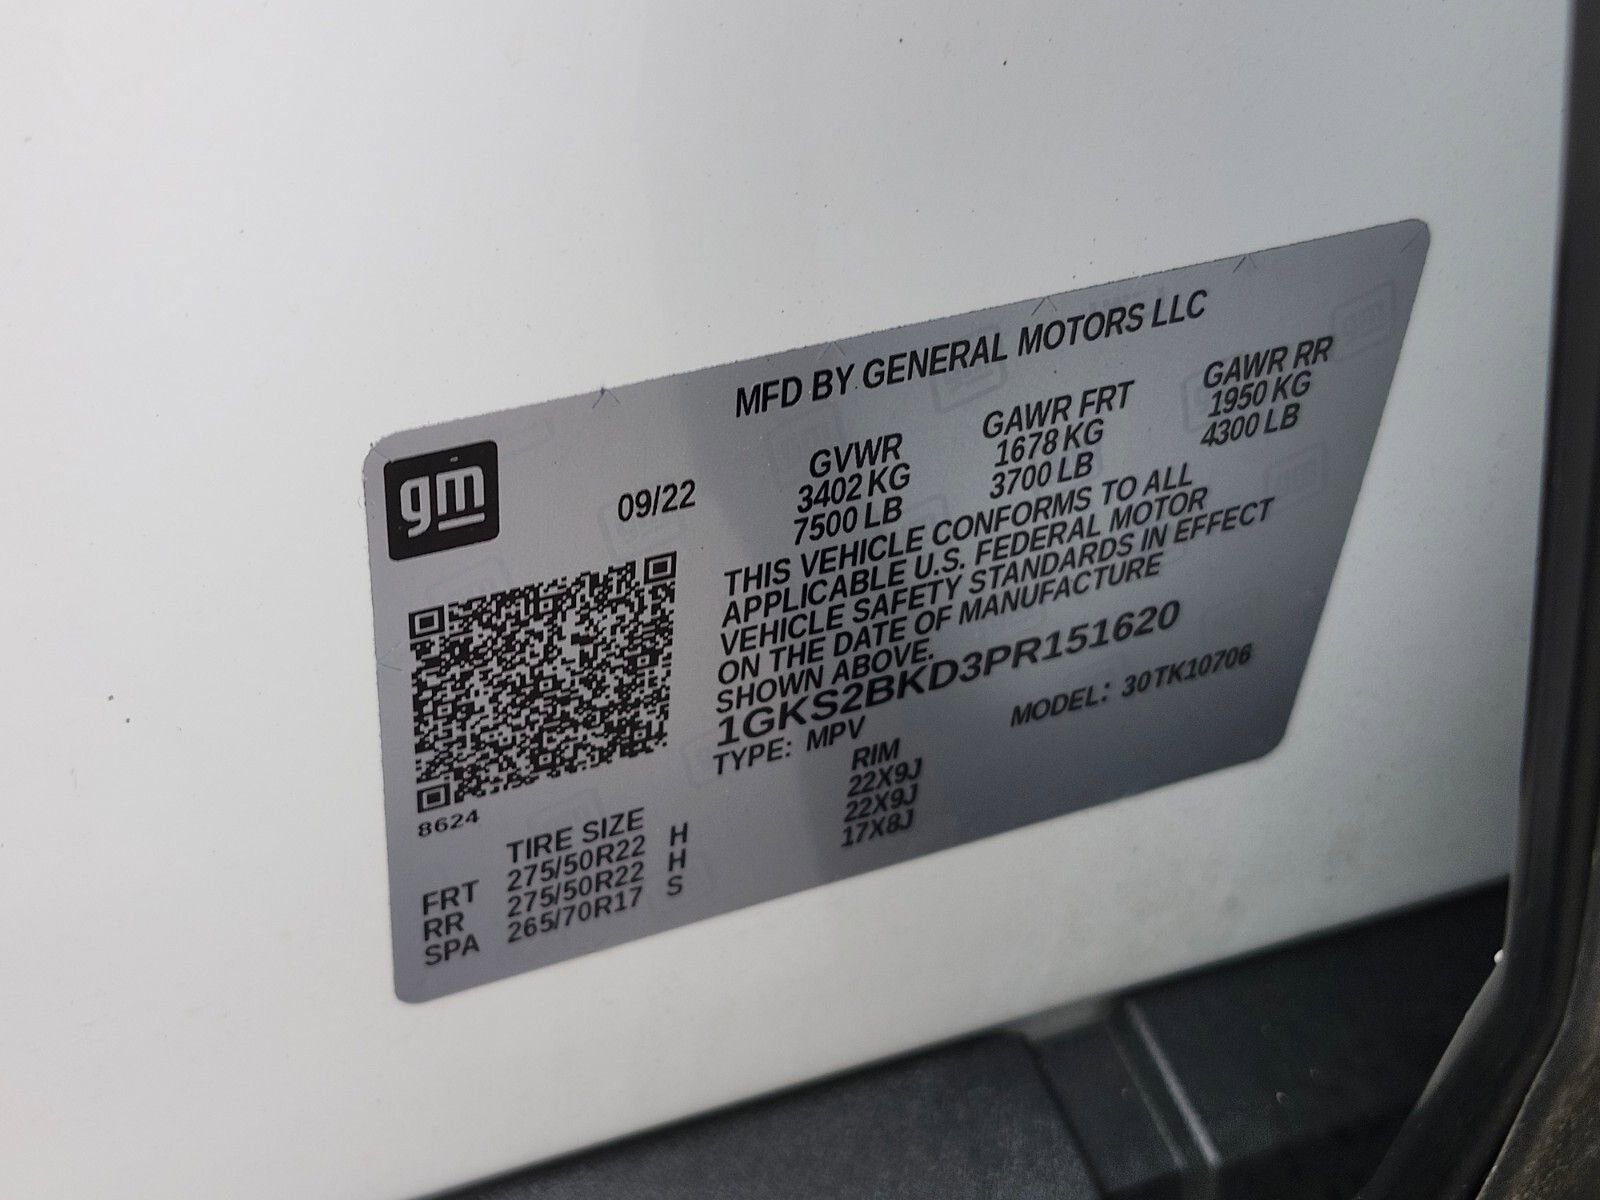 MFD BY GENERAL MOTORS LLC
gm
09/22
GVWR GAWR FRT GAWR RR
3402 KG 1678 KG 1950 KG
7500 LB 3700 LB 4300 LB
THIS VEHICLE CONFORMS TO ALL
APPLICABLE U.S. FEDERAL MOTOR
VEHICLE SAFETY STANDARDS IN EFFECT
ON THE DATE OF MANUFACTURE
SHOWN ABOVE.
1GKS2BKD3PR151620
TYPE: MPV MODEL: 30TK10706
8624
TIRE SIZE RIM
FRT 275/50R22 H 22X9J
RR 275/50R22 H 22X9J
SPA 265/70R17 S 17X8J